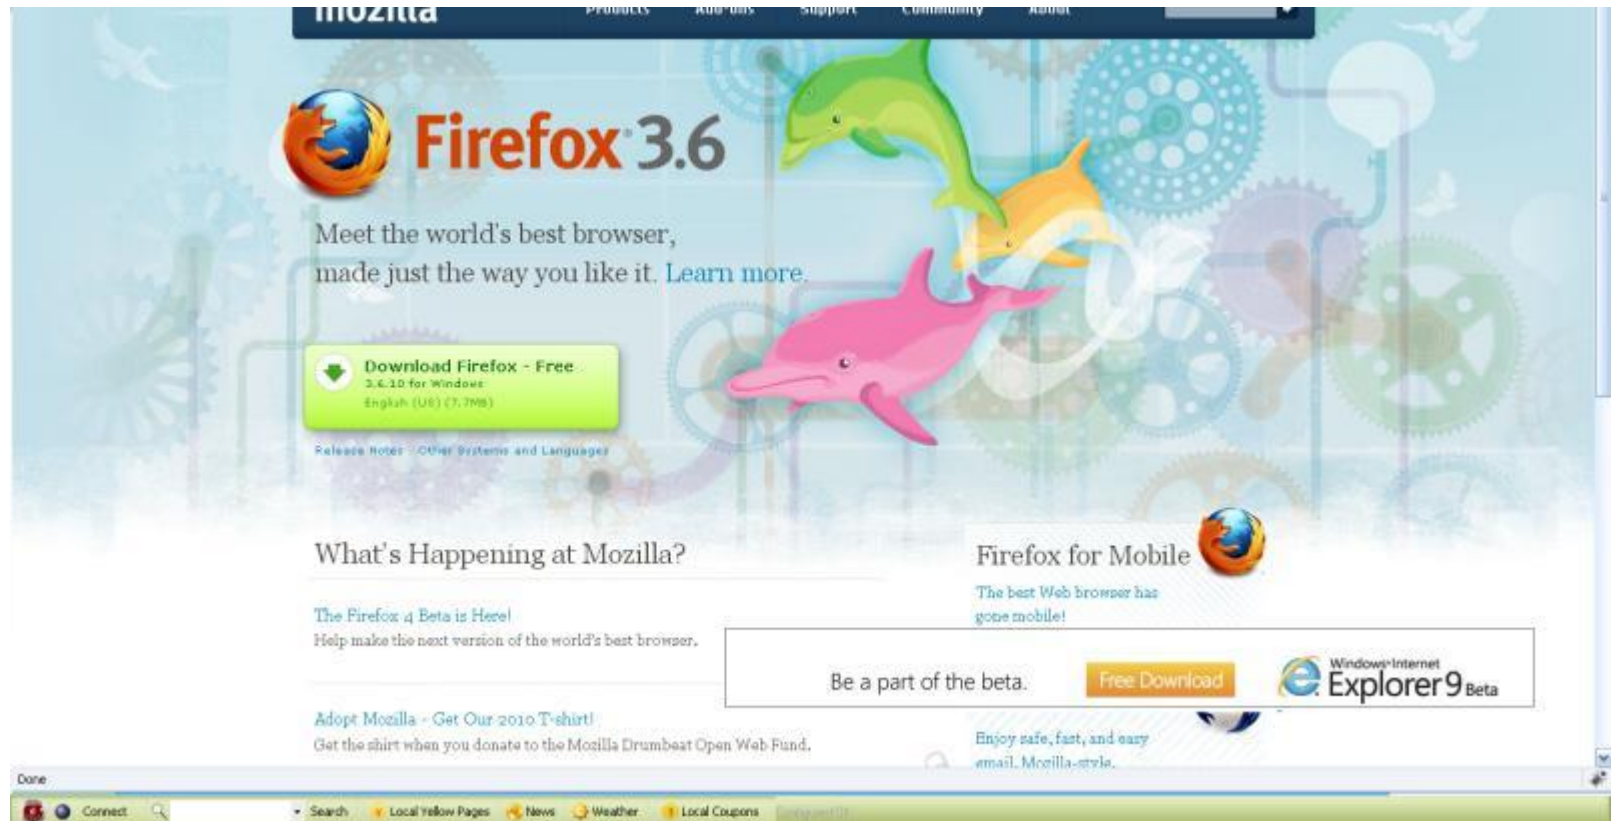 mozilla
Products Add-ons Support Community About
Firefox 3.6
Meet the world's best browser,
made just the way you like it. Learn more.
Download Firefox - Free
3.6.10 for Windows
English (US) (7.7MB)
Release Notes - Other Systems and Languages
What's Happening at Mozilla?
The Firefox 4 Beta is Here!
Help make the next version of the world's best browser.
Adopt Mozilla - Get Our 2010 T-shirt!
Get the shirt when you donate to the Mozilla Drumbeat Open Web Fund.
Firefox for Mobile
The best Web browser has
gone mobile!
Be a part of the beta. Free Download Windows Internet
Explorer 9 Beta
Enjoy safe, fast, and easy
email, Mozilla-style.
Done
Connect Search Local Yellow Pages News Weather Local Coupons